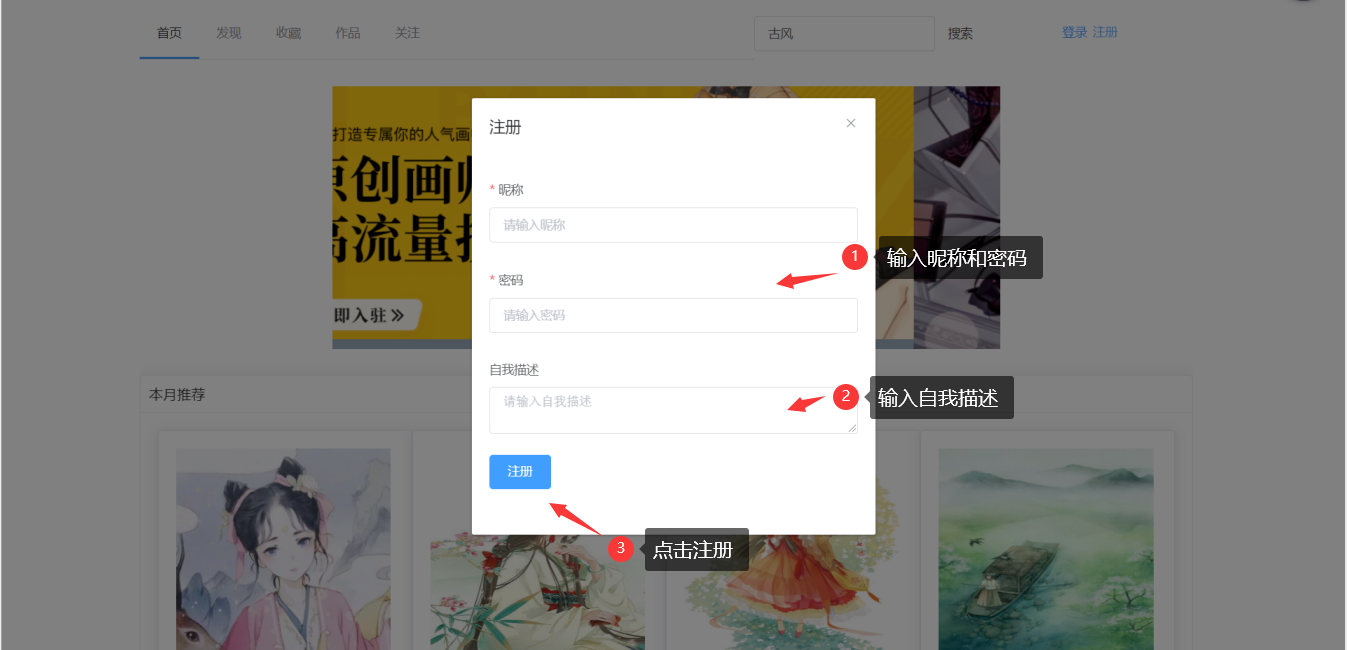 首页 发现 收藏 作品 关注 古风 搜索 登录 注册
打造专属你的人气画
原创画师
高流量扶
即入驻
注册
* 昵称
请输入昵称
1 输入昵称和密码
* 密码
请输入密码
自我描述
请输入自我描述
2 输入自我描述
注册
3 点击注册
本月推荐